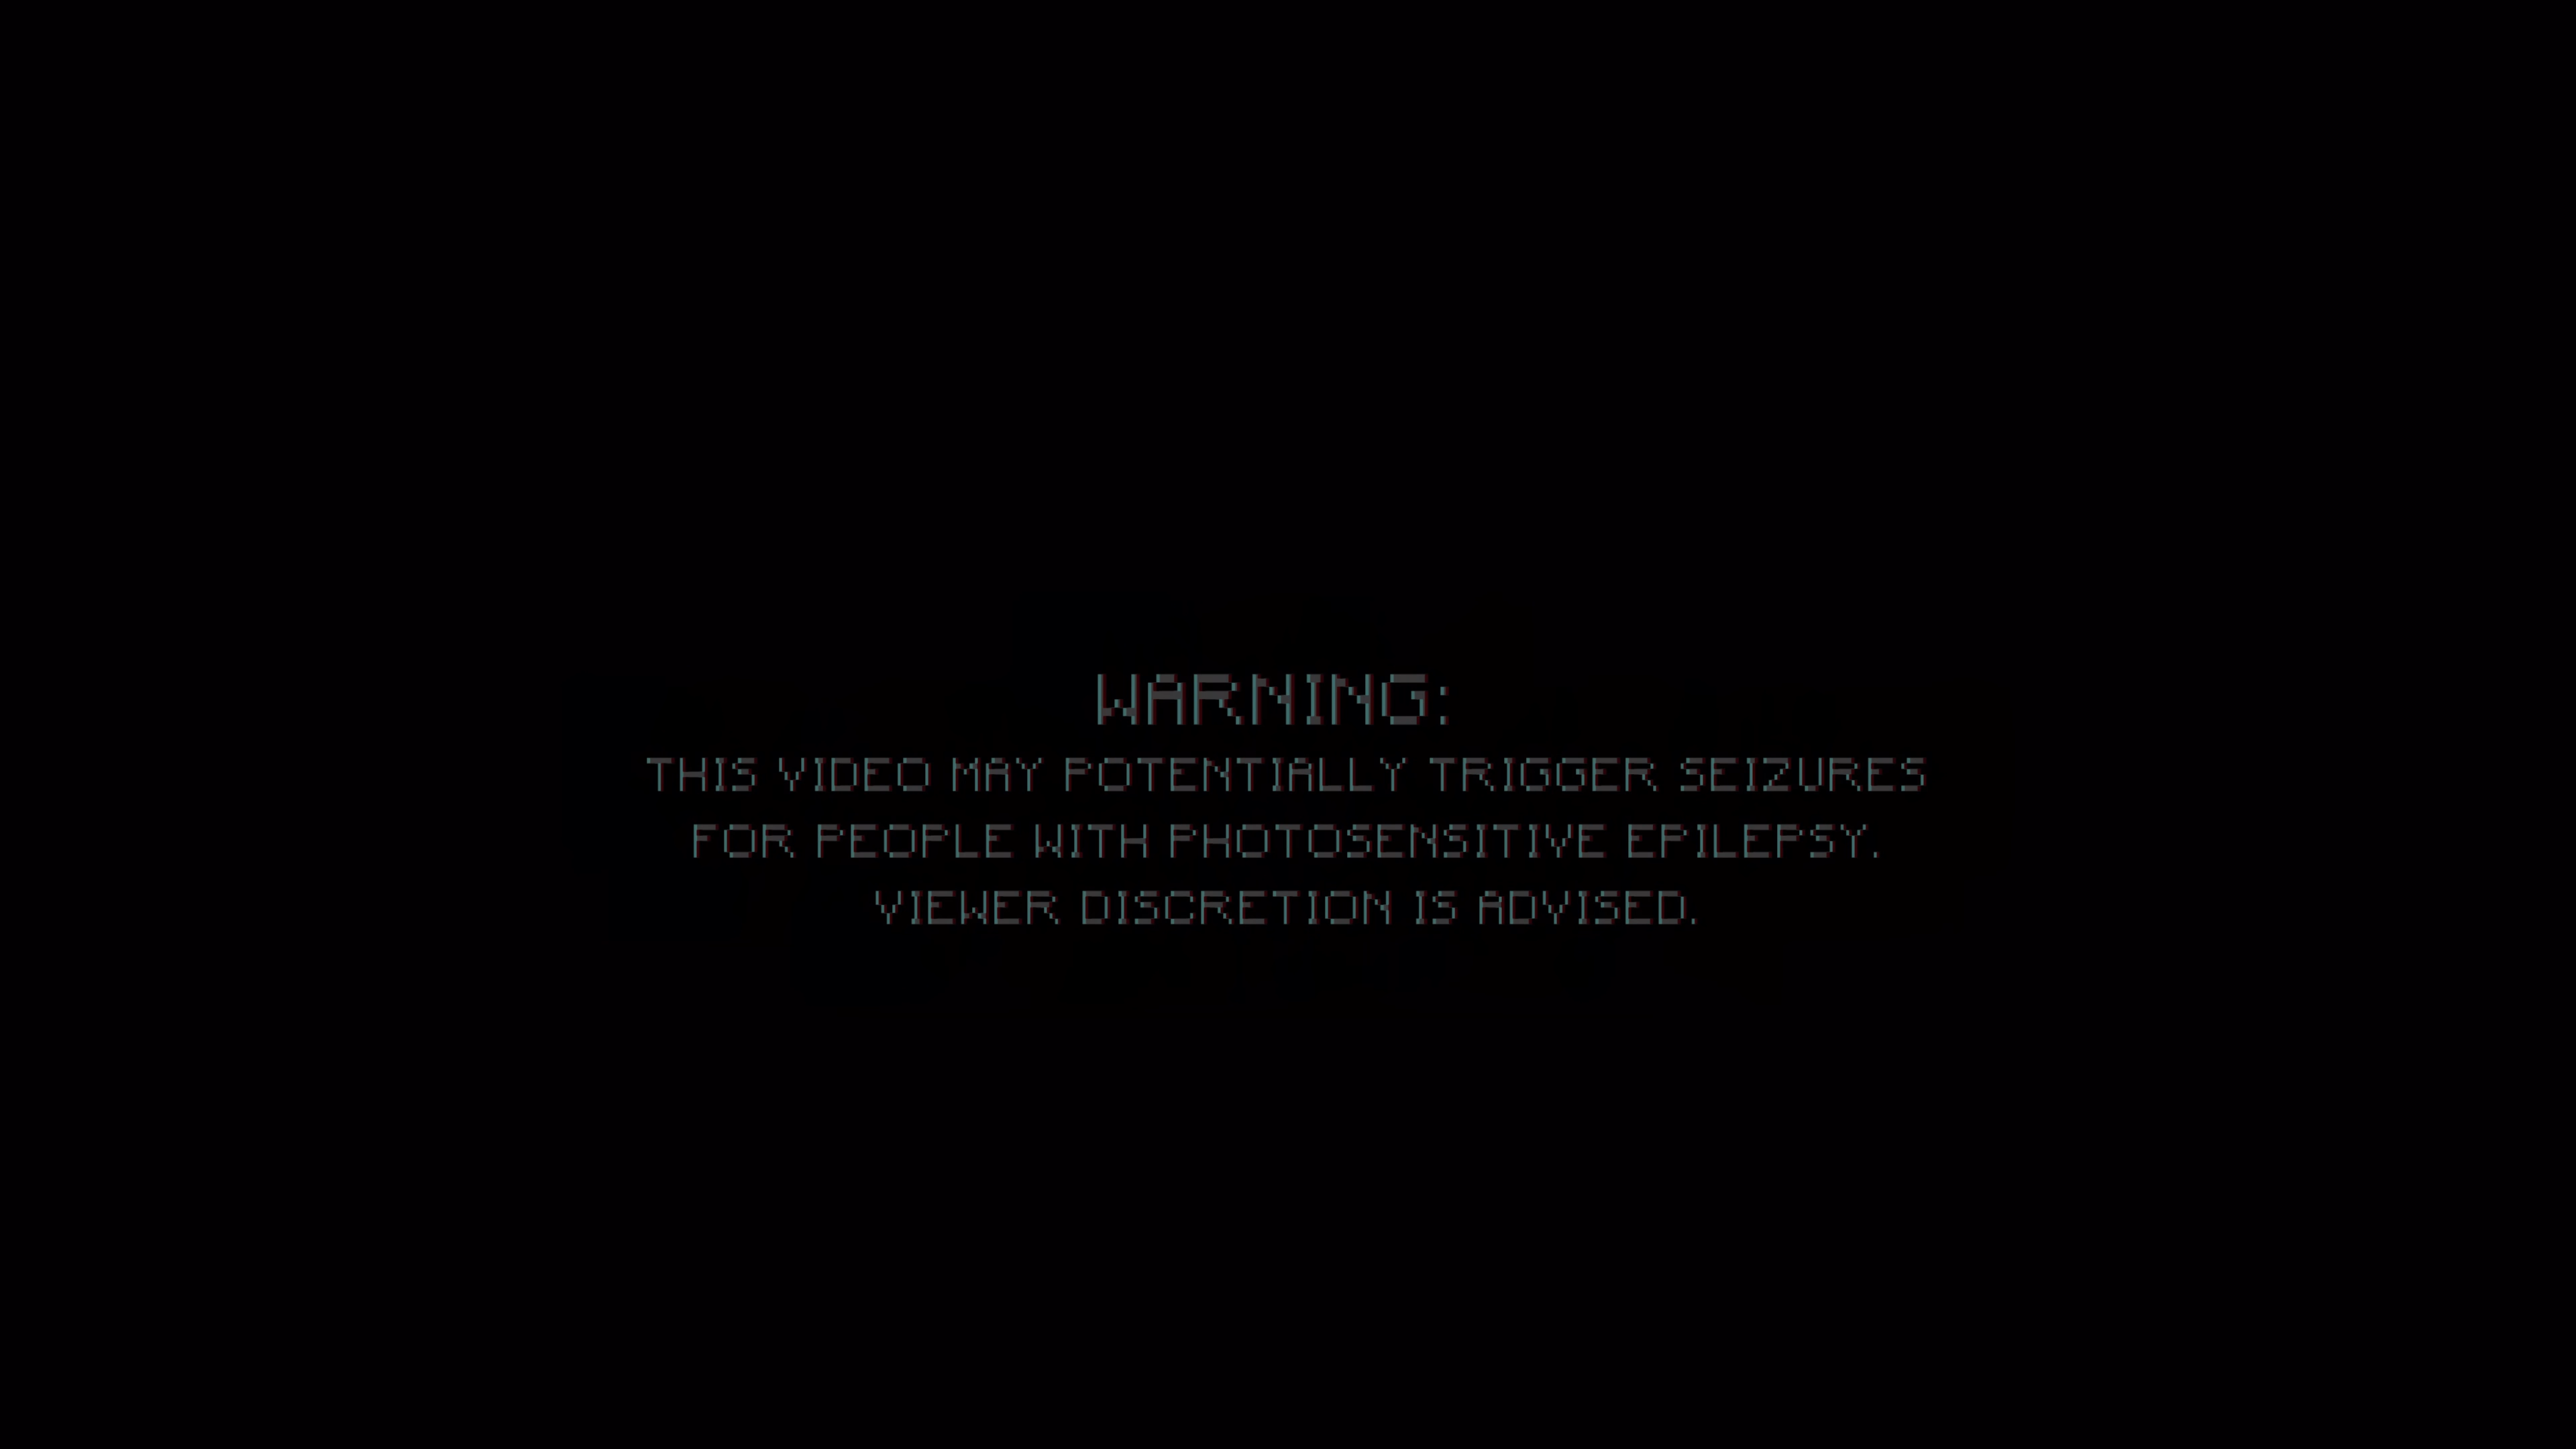 WARNING:
THIS VIDEO MAY POTENTIALLY TRIGGER SEIZURES
FOR PEOPLE WITH PHOTOSENSITIVE EPILEPSY.
VIEWER DISCRETION IS ADVISED.